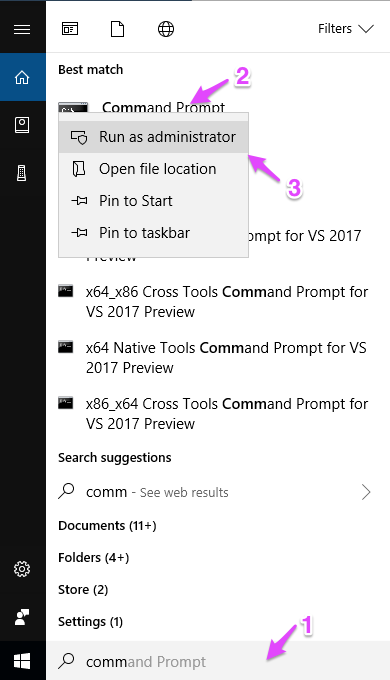 Filters
Best match
2
Command Prompt
Run as administrator
3
Open file location
Pin to Start
Pin to taskbar
ompt for VS 2017
Preview
x64_x86 Cross Tools Command Prompt for
VS 2017 Preview
x64 Native Tools Command Prompt for VS
2017 Preview
x86_x64 Cross Tools Command Prompt for
VS 2017 Preview
Search suggestions
comm - See web results
Documents (11+)
Folders (4+)
Store (2)
Settings (1)
1
command Prompt